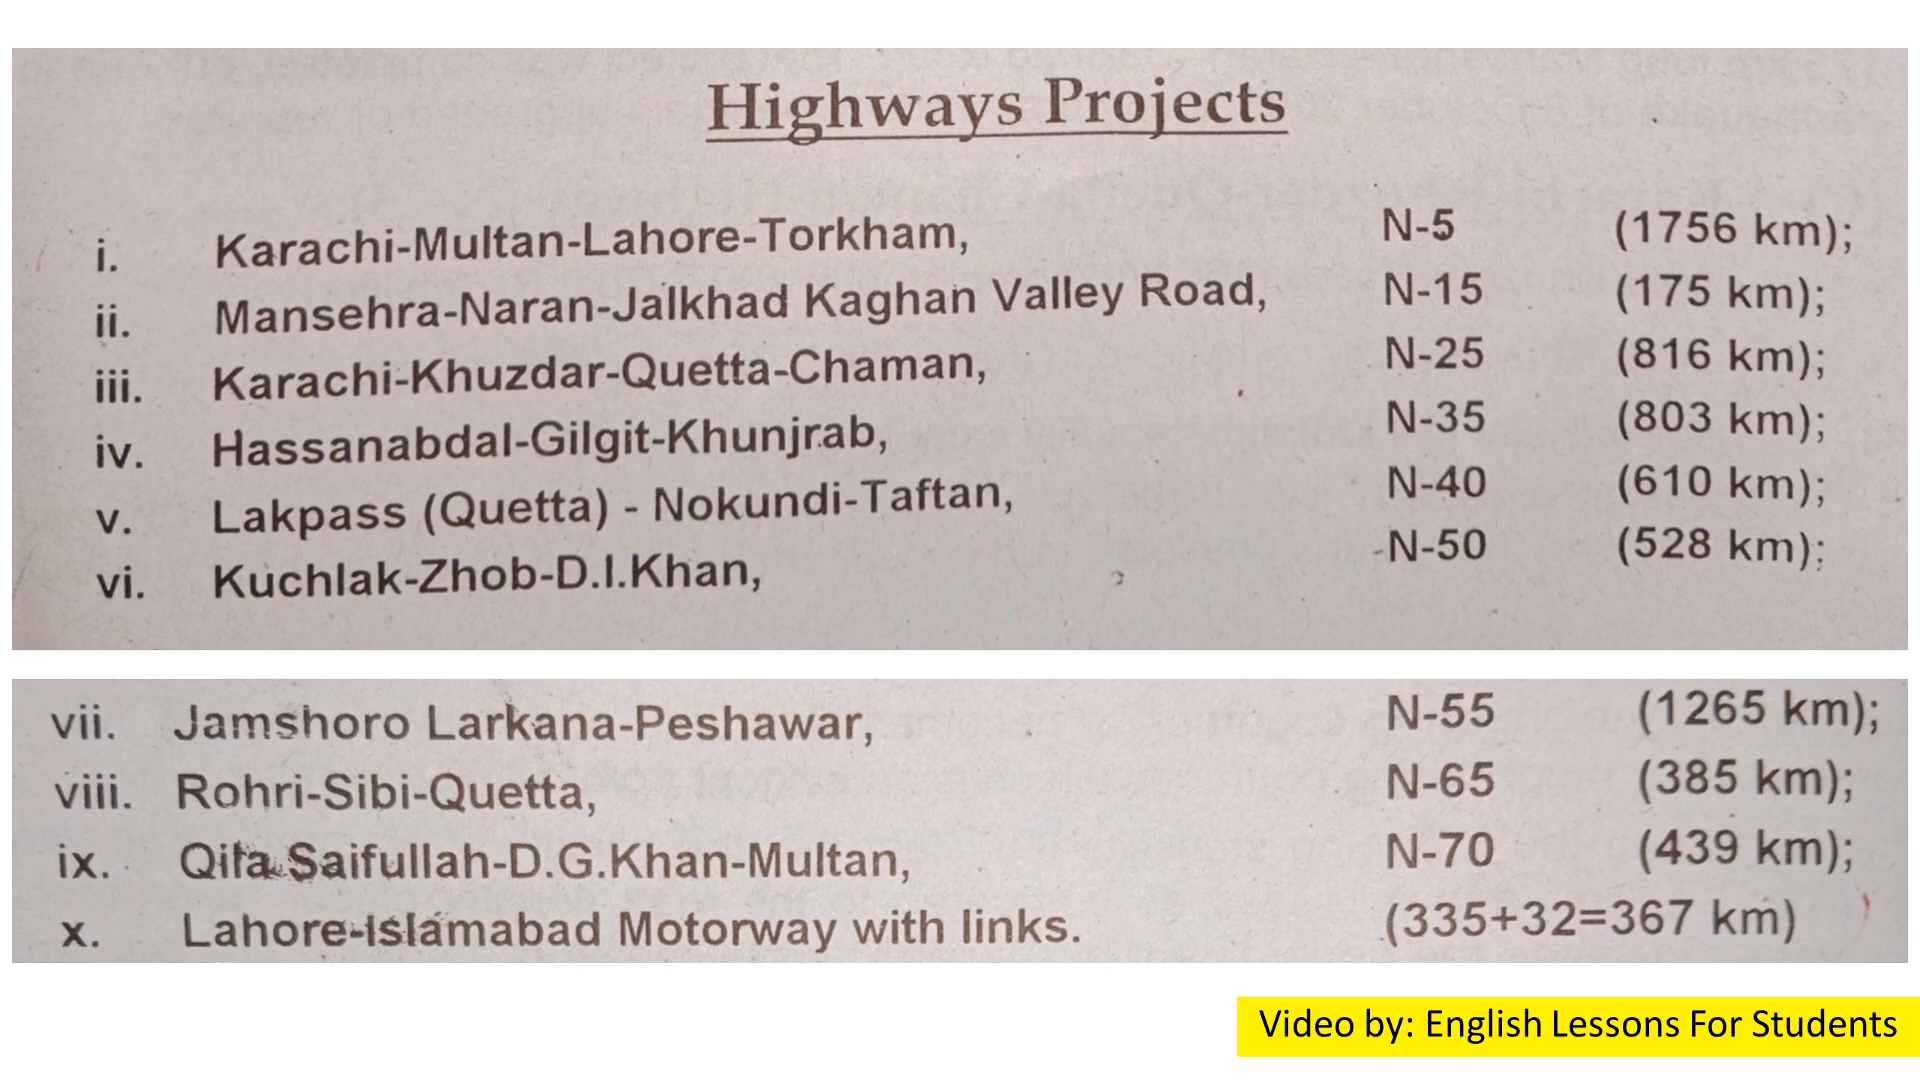 Highways Projects
i. Karachi-Multan-Lahore-Torkham, N-5 (1756 km);
ii. Mansehra-Naran-Jalkhad Kaghan Valley Road, N-15 (175 km);
iii. Karachi-Khuzdar-Quetta-Chaman, N-25 (816 km);
iv. Hassanabdal-Gilgit-Khunjrab, N-35 (803 km);
v. Lakpass (Quetta) - Nokundi-Taftan, N-40 (610 km);
vi. Kuchlak-Zhob-D.I.Khan, N-50 (528 km);
vii. Jamshoro Larkana-Peshawar, N-55 (1265 km);
viii. Rohri-Sibi-Quetta, N-65 (385 km);
ix. Qila Saifullah-D.G.Khan-Multan, N-70 (439 km);
x. Lahore-Islamabad Motorway with links. (335+32=367 km)
Video by: English Lessons For Students